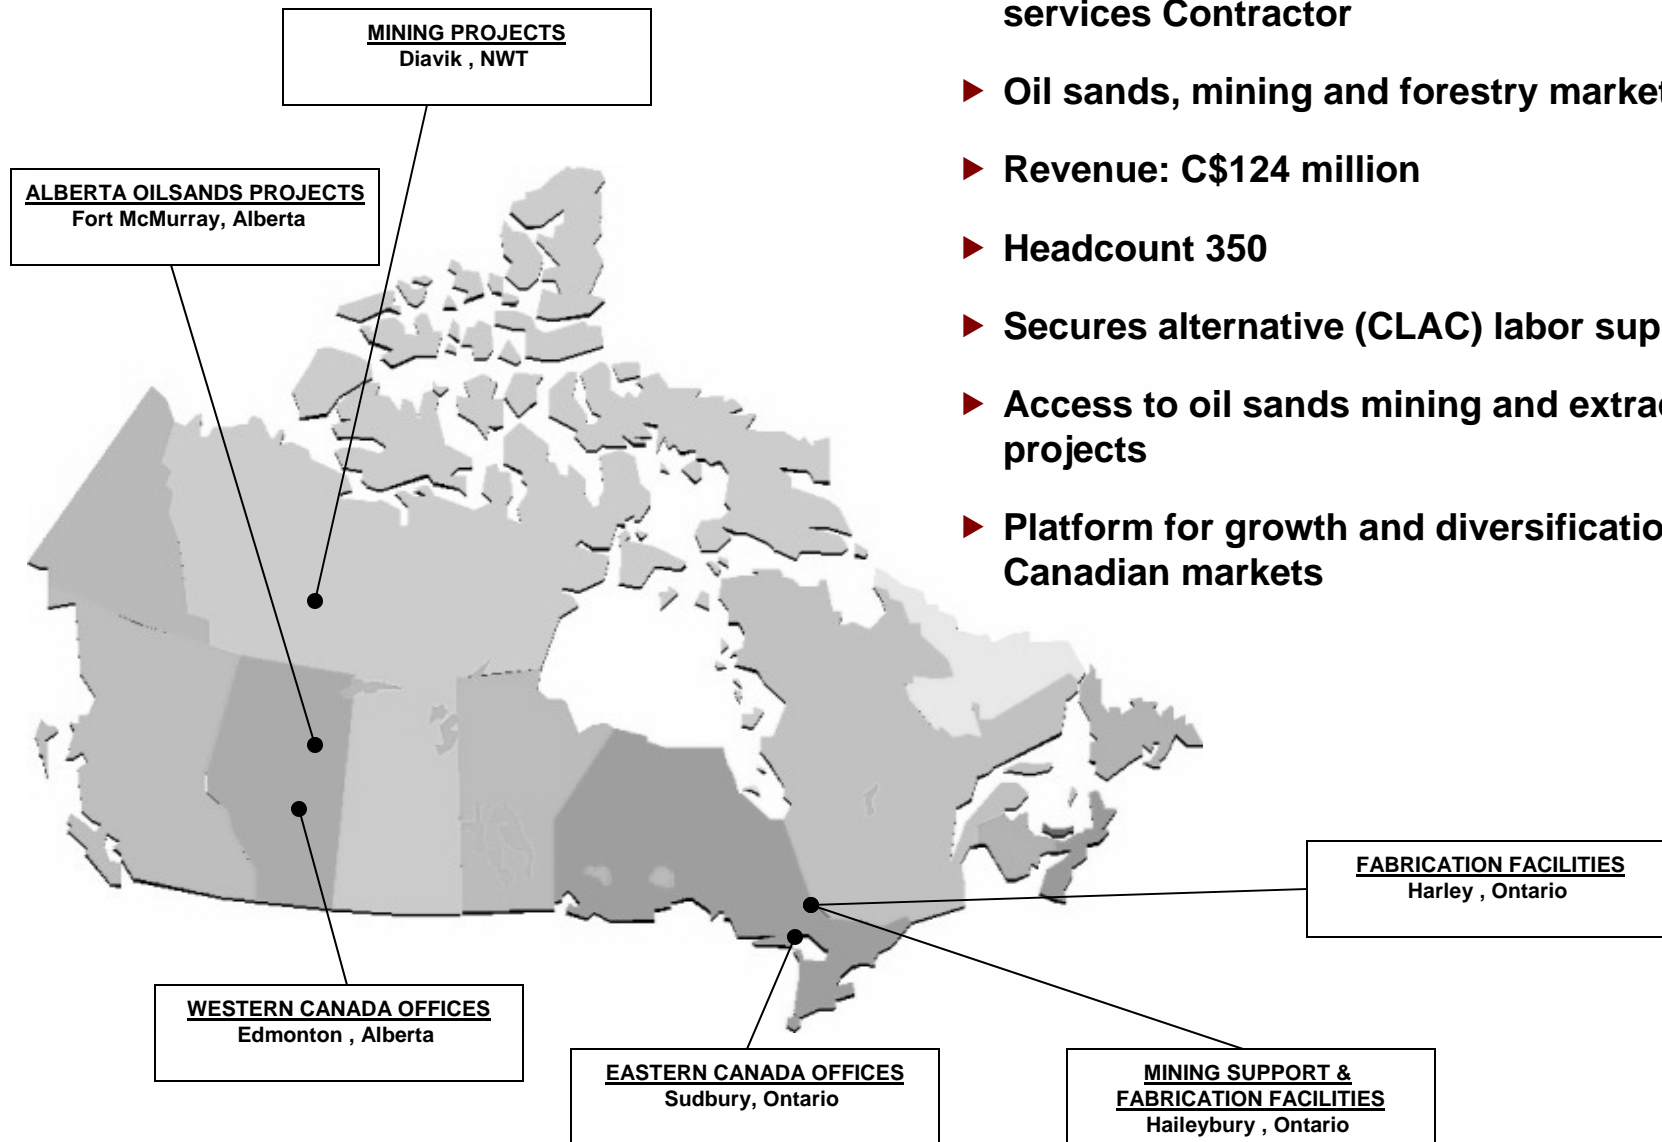 services Contractor
Oil sands, mining and forestry market
Revenue: C$124 million
Headcount 350
Secures alternative (CLAC) labor sup
Access to oil sands mining and extrac
projects
Platform for growth and diversificatio
Canadian markets
MINING PROJECTS
Diavik , NWT
ALBERTA OILSANDS PROJECTS
Fort McMurray, Alberta
FABRICATION FACILITIES
Harley , Ontario
WESTERN CANADA OFFICES
Edmonton , Alberta
EASTERN CANADA OFFICES
Sudbury, Ontario
MINING SUPPORT &
FABRICATION FACILITIES
Haileybury , Ontario